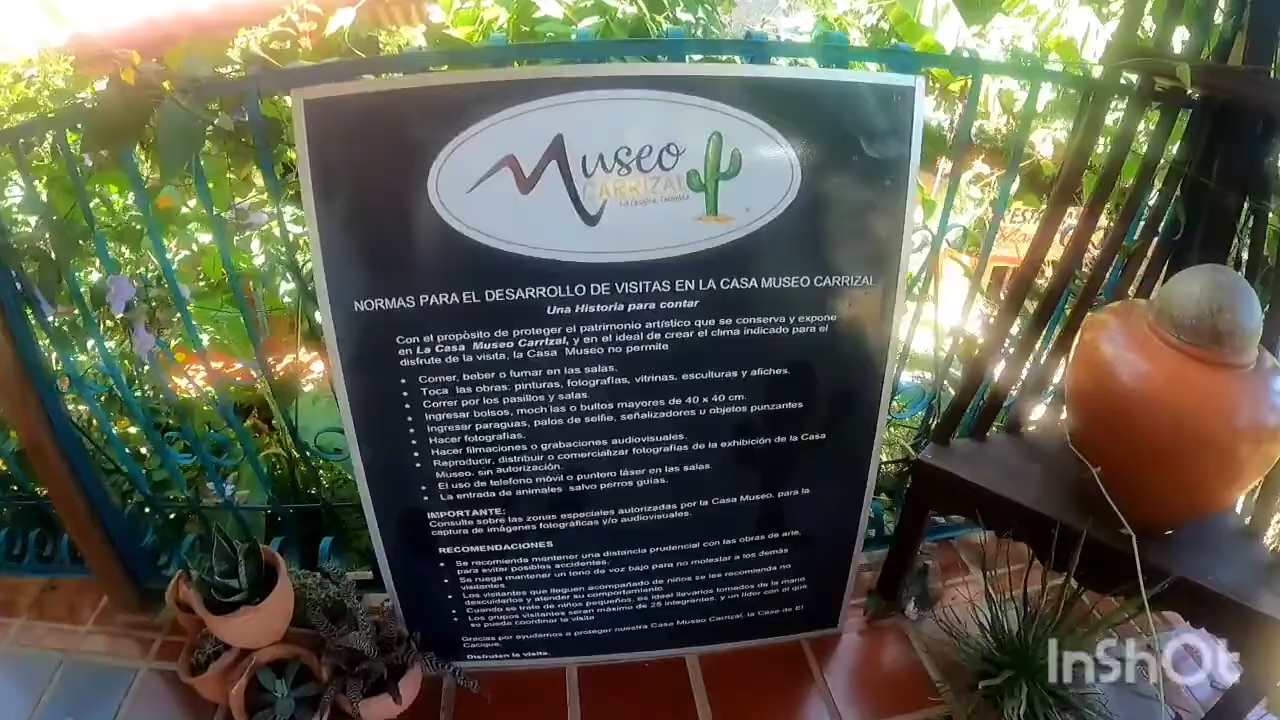 Museo
CARRIZAL
La Guajira, Colombia
NORMAS PARA EL DESARROLLO DE VISITAS EN LA CASA MUSEO CARRIZAL
Una Historia para contar
Con el propósito de proteger el patrimonio artístico que se conserva y expone
en La Casa Museo Carrizal, y en el ideal de crear el clima indicado para el
disfrute de la visita, la Casa Museo no permite
• Comer, beber o fumar en las salas.
• Toca las obras: pinturas, fotografías, vitrinas, esculturas y afiches.
• Correr por los pasillos y salas.
• Ingresar bolsos, moch las o bultos mayores de 40 x 40 cm.
• Ingresar paraguas, palos de selfie, señalizadores u objetos punzantes
• Hacer fotografías.
• Hacer filmaciones o grabaciones audiovisuales.
• Reproducir, distribuir o comercializar fotografías de la exhibición de la Casa
Museo, sin autorización.
• El uso de telefono móvil o puntero láser en las salas.
• La entrada de animales salvo perros guías.
IMPORTANTE:
Consulte sobre las zonas especiales autorizadas por la Casa Museo, para la
captura de imágenes fotográficas y/o audiovisuales.
RECOMENDACIONES
• Se recomienda mantener una distancia prudencial con las obras de arte,
para evitar posibles accidentes.
• Se ruega mantener un tono de voz bajo para no molestar a los demás
visitantes.
• Los visitantes que lleguen acompañado de niños se les recomienda no
descuidarlos y atender su comportamiento.
• Cuando se trate de niños pequeños, es ideal llevarlos tomados de la mano
• Los grupos visitantes serán máximo de 25 integrantes, y un líder con el que
se pueda coordinar la visita
Gracias por ayudarnos a proteger nuestra Casa Museo Carrizal, la Casa de El
Cacique.
Disfruten la visita.
InShOt